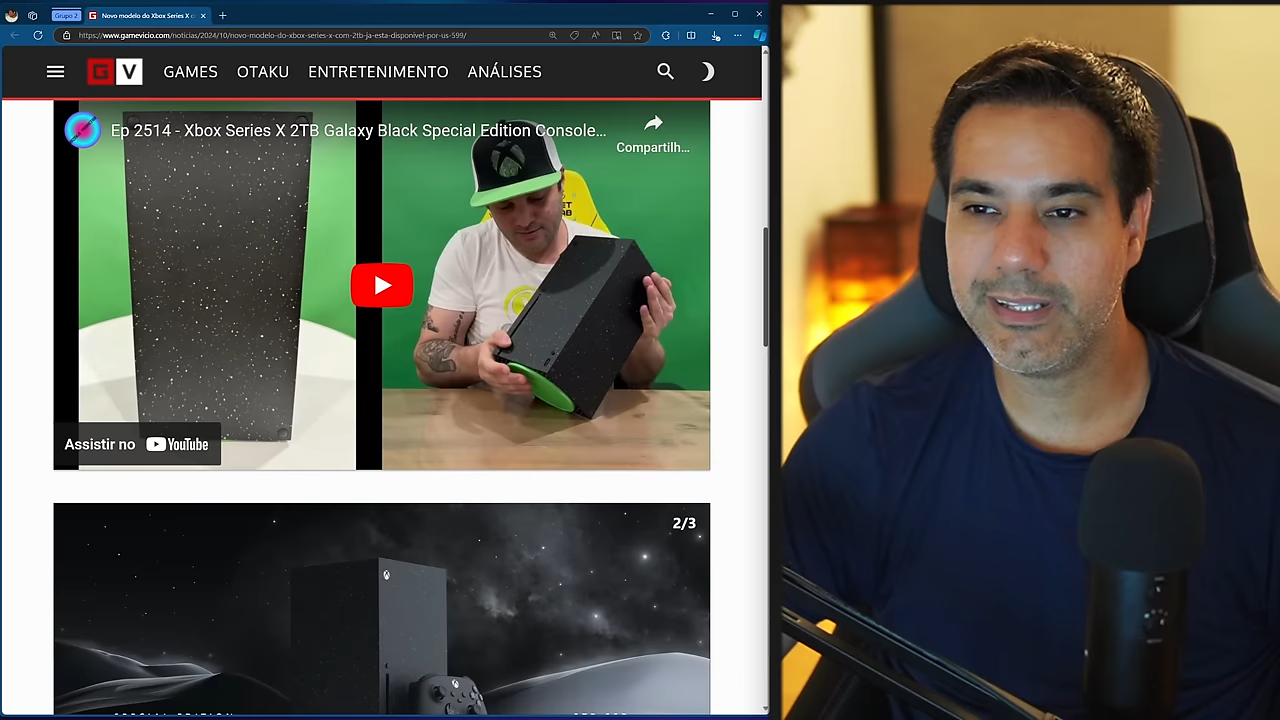 Grupo 2
Novo modelo do Xbox Series X c
https://www.gamevicio.com/noticias/2024/10/novo-modelo-do-xbox-series-x-com-2tb-ja-esta-disponivel-por-us-599/
G V GAMES OTAKU ENTRETENIMENTO ANÁLISES
Ep 2514 - Xbox Series X 2TB Galaxy Black Special Edition Console...
Compartilh...
Assistir no YouTube
2/3